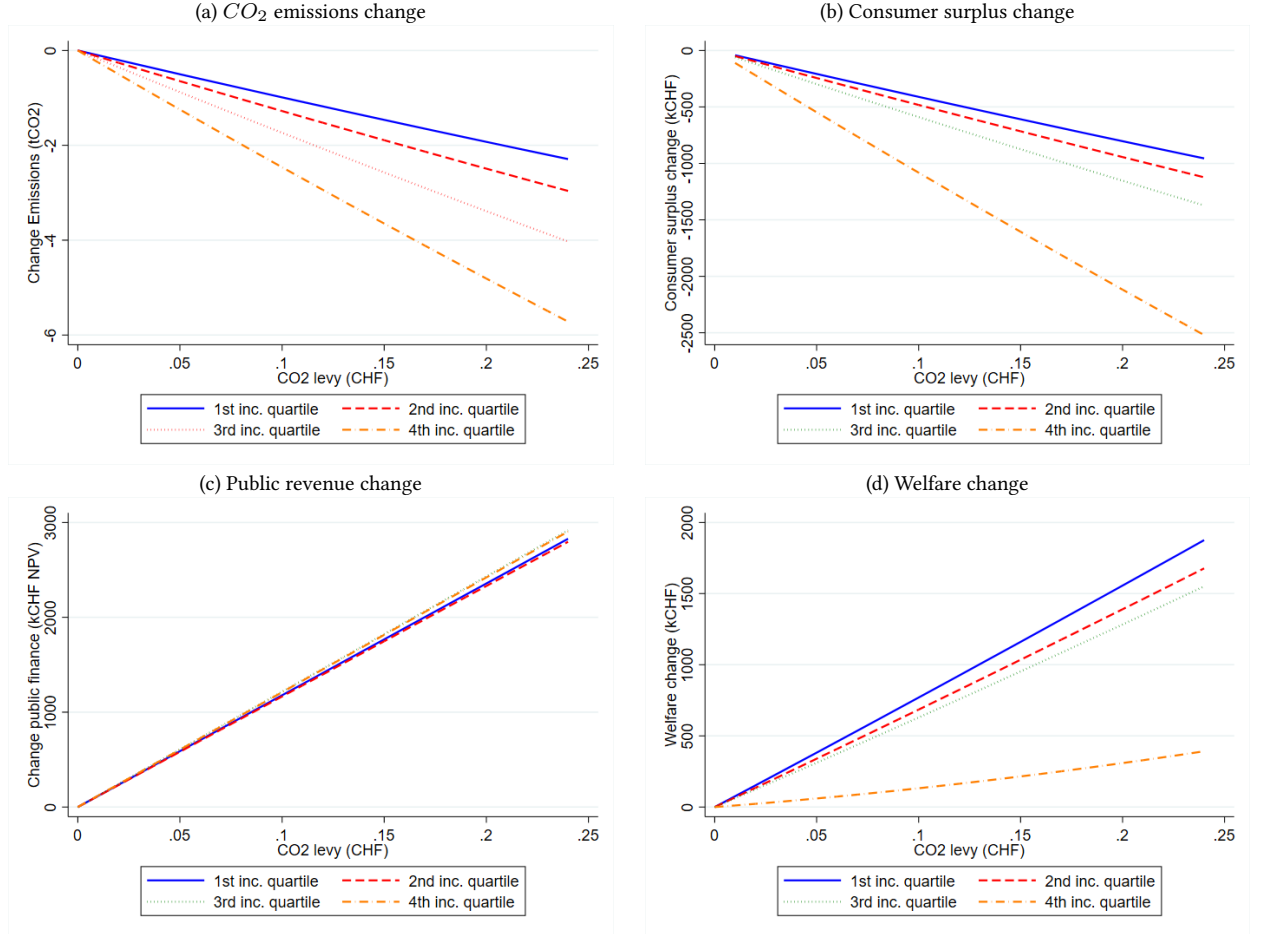 (a) CO₂ emissions change
Change Emissions (tCO2)
0
-2
-4
-6
0 .05 .1 .15 .2 .25
CO2 levy (CHF)
1st inc. quartile 2nd inc. quartile
3rd inc. quartile 4th inc. quartile
(b) Consumer surplus change
Consumer surplus change (kCHF)
0
-500
-1000
-1500
-2000
-2500
0 .05 .1 .15 .2 .25
CO2 levy (CHF)
1st inc. quartile 2nd inc. quartile
3rd inc. quartile 4th inc. quartile
(c) Public revenue change
Change public finance (kCHF NPV)
3000
2000
1000
0
0 .05 .1 .15 .2 .25
CO2 levy (CHF)
1st inc. quartile 2nd inc. quartile
3rd inc. quartile 4th inc. quartile
(d) Welfare change
Welfare change (kCHF)
2000
1500
1000
500
0
0 .05 .1 .15 .2 .25
CO2 levy (CHF)
1st inc. quartile 2nd inc. quartile
3rd inc. quartile 4th inc. quartile